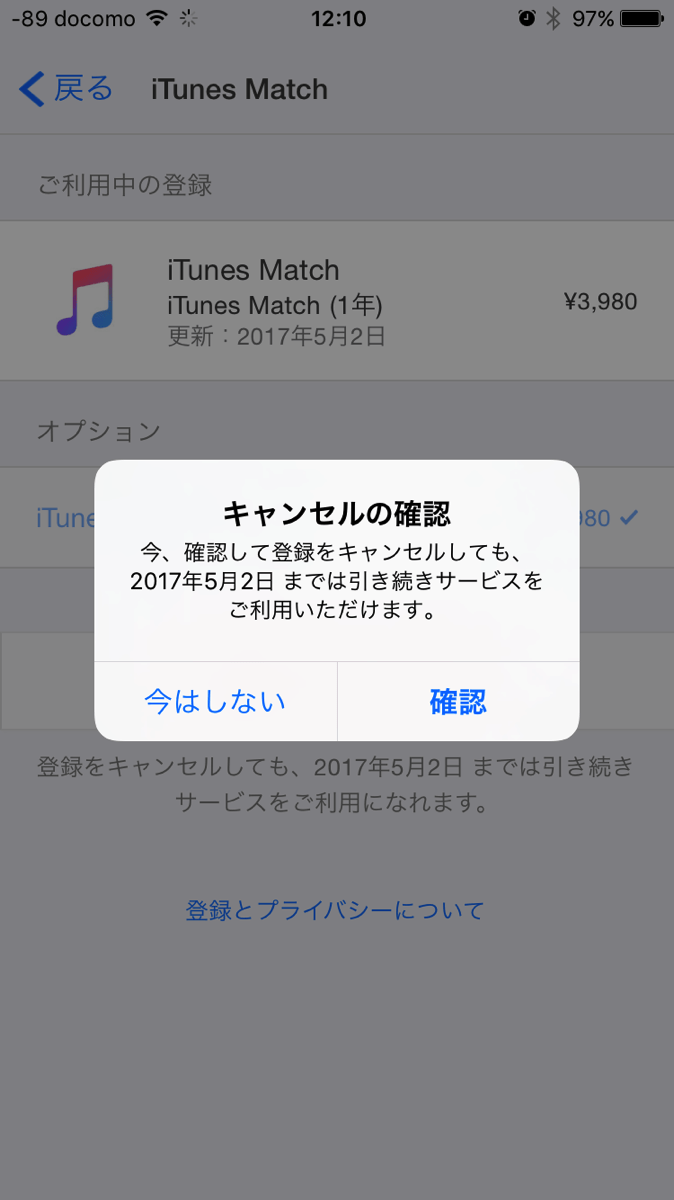 -89 docomo 12:10 97%
戻る iTunes Match
ご利用中の登録
iTunes Match
iTunes Match (1年) ¥3,980
更新：2017年5月2日
オプション
キャンセルの確認
今、確認して登録をキャンセルしても、
2017年5月2日 までは引き続きサービスを
ご利用いただけます。
今はしない 確認
登録をキャンセルしても、2017年5月2日 までは引き続き
サービスをご利用になれます。
登録とプライバシーについて